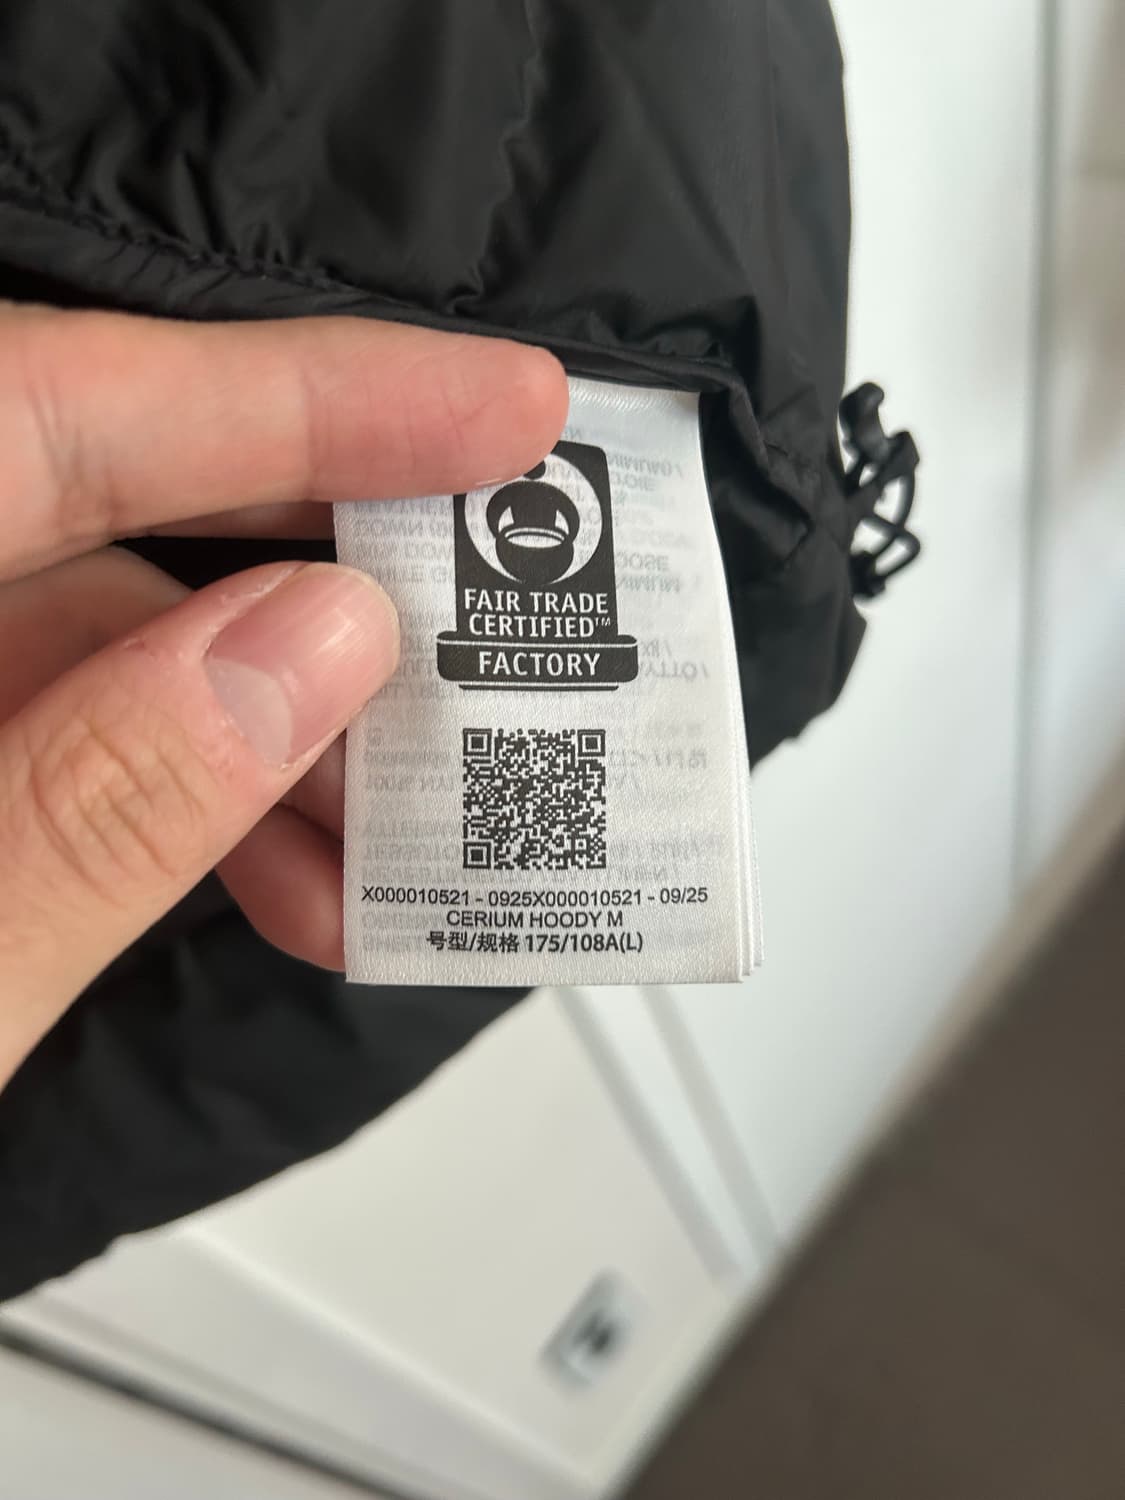 FAIR TRADE
CERTIFIED™
FACTORY
X000010521 - 0925X000010521 - 09/25
CERIUM HOODY M
号型/规格 175/108A(L)